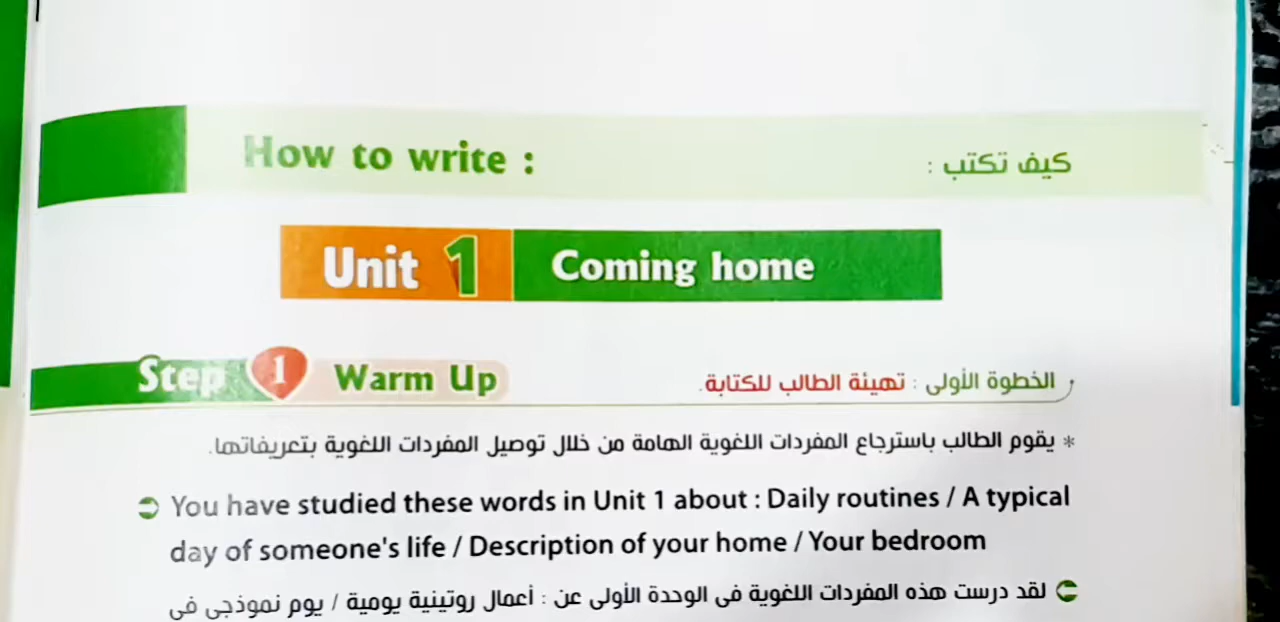 How to write :
كيف تكتب :
Unit 1 Coming home
Step 1 Warm Up
الخطوة الأولى : تهيئة الطالب للكتابة.
* يقوم الطالب باسترجاع المفردات اللغوية الهامة من خلال توصيل المفردات اللغوية بتعريفاتها.
You have studied these words in Unit 1 about : Daily routines / A typical
day of someone's life / Description of your home / Your bedroom
لقد درست هذه المفردات اللغوية فى الوحدة الأولى عن : أعمال روتينية يومية / يوم نموذجى فى